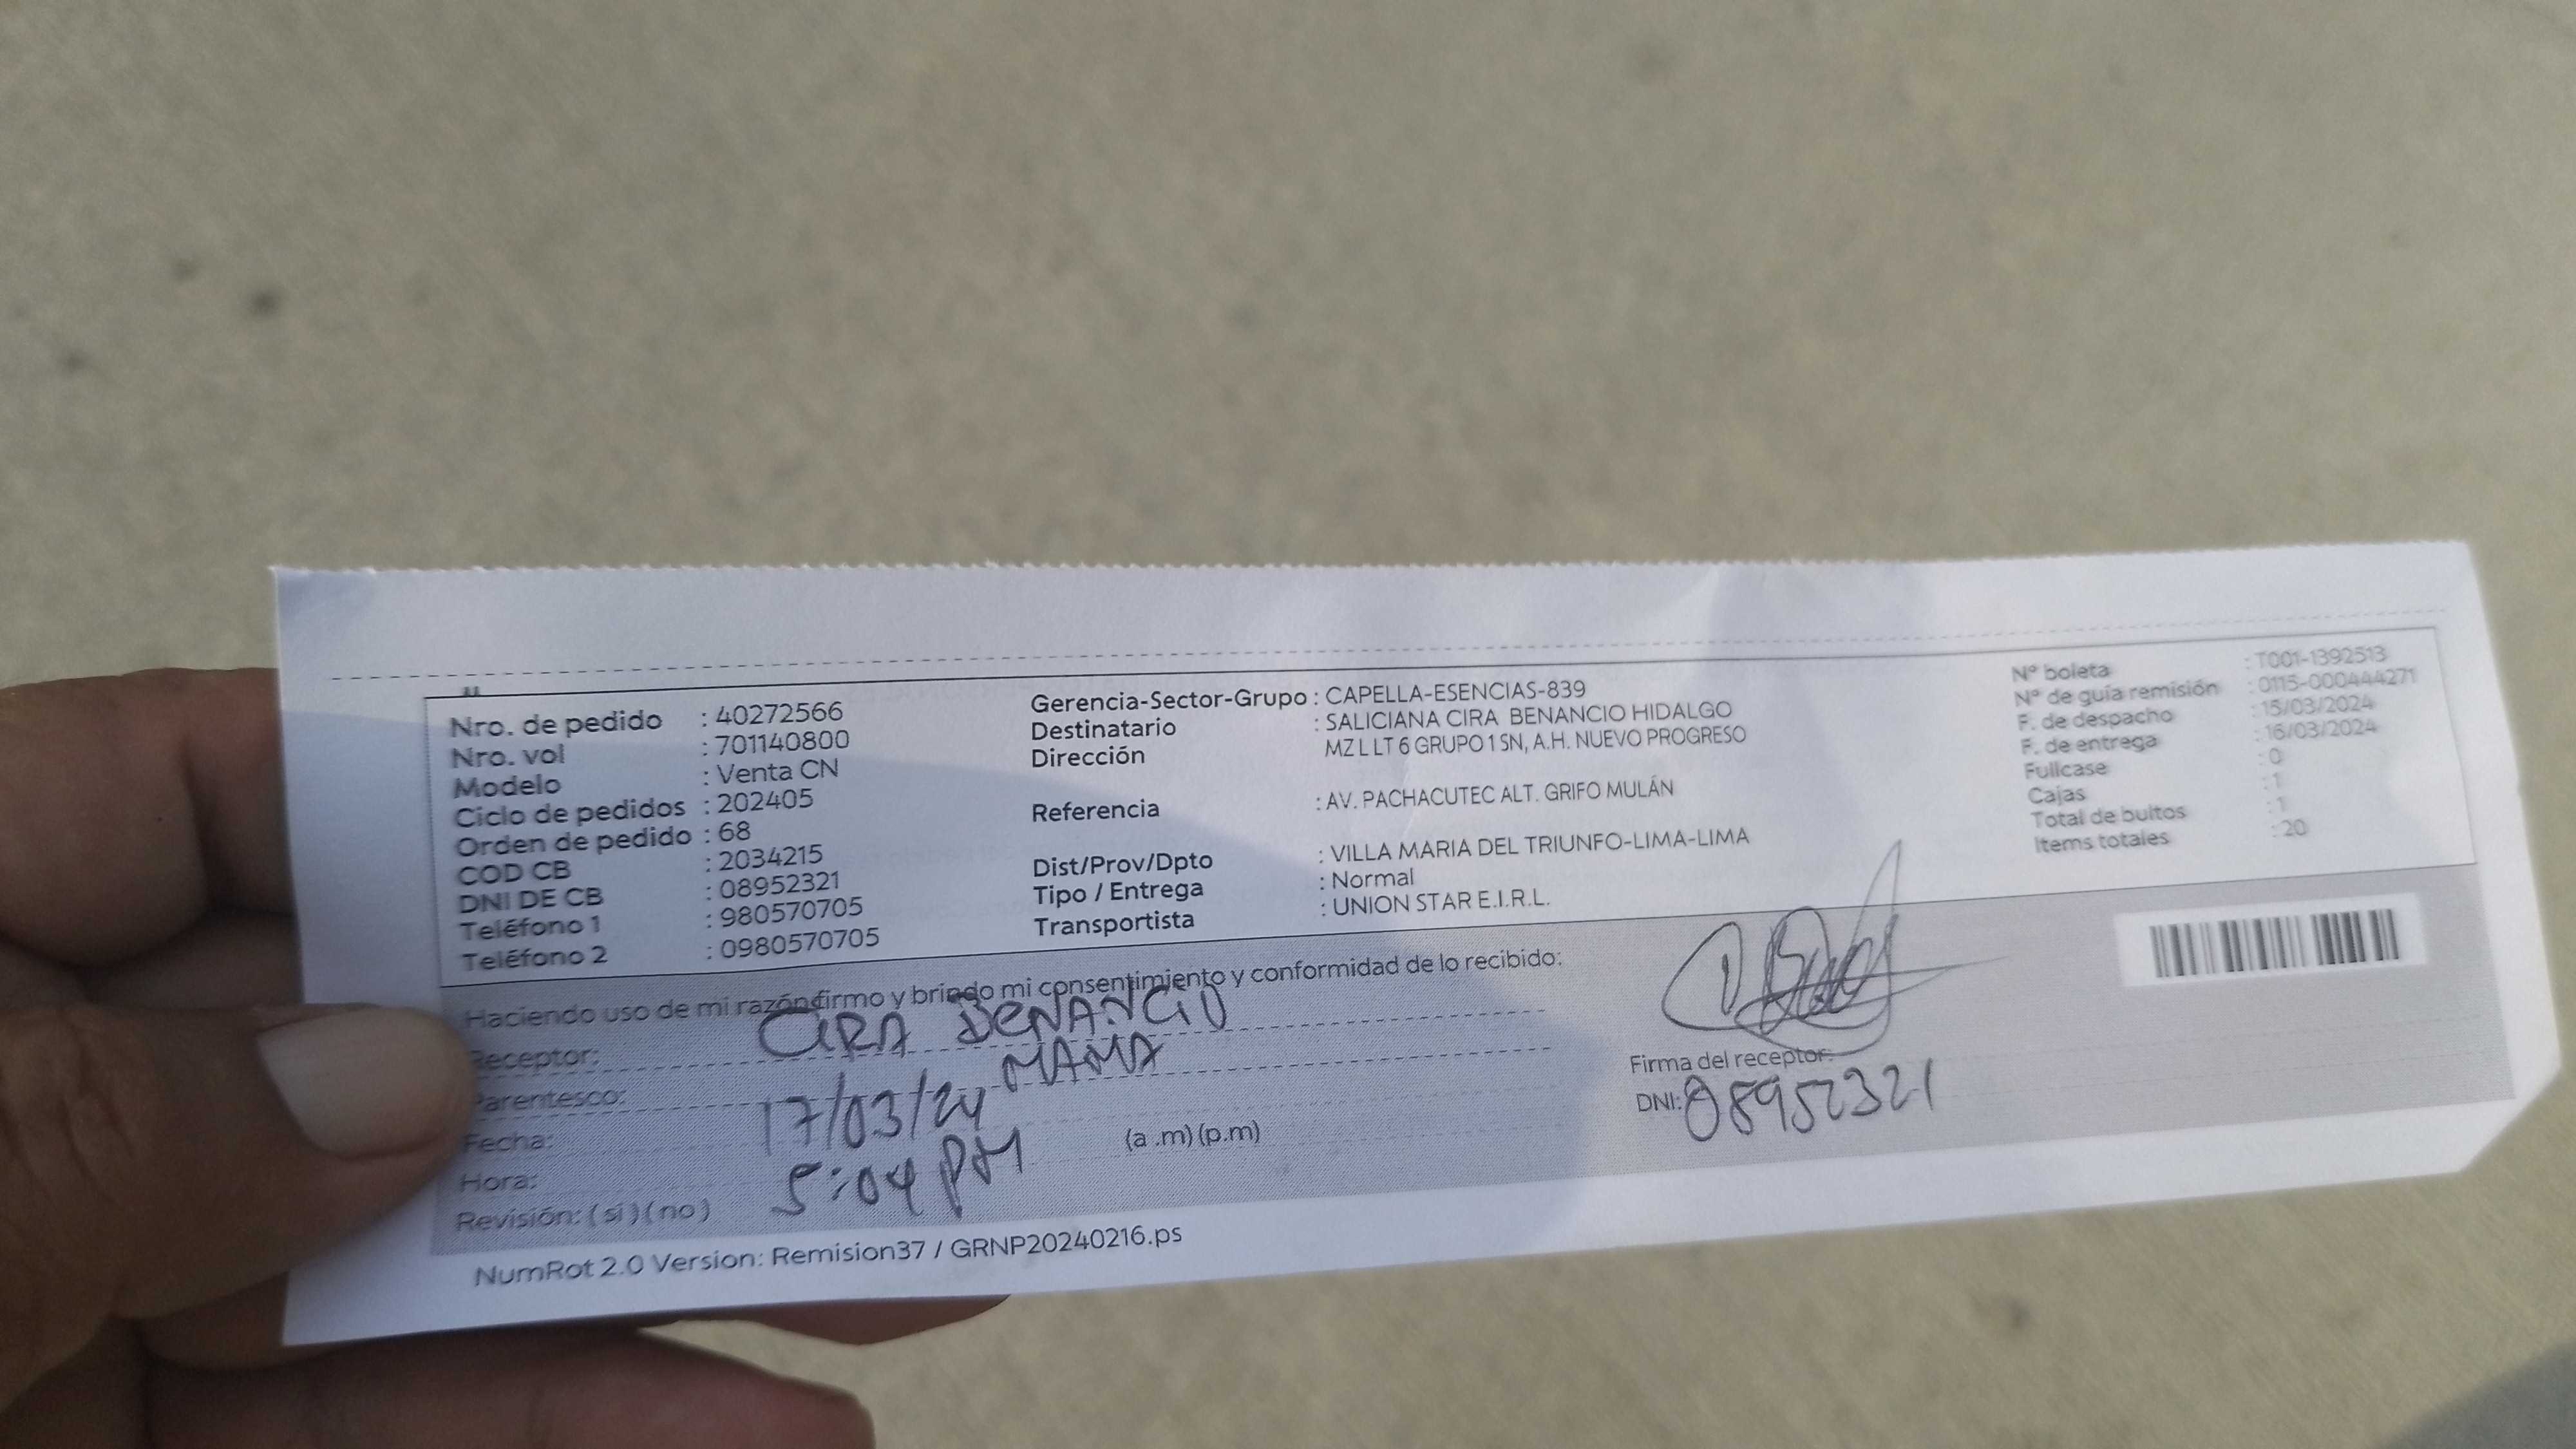 Nro. de pedido : 40272566
Nro. vol : 701140800
Modelo : Venta CN
Ciclo de pedidos : 202405
Orden de pedido : 68
COD CB : 2034215
DNI DE CB : 08952321
Teléfono 1 : 980570705
Teléfono 2 : 0980570705
Gerencia-Sector-Grupo : CAPELLA-ESENCIAS-839
Destinatario : SALICIANA CIRA BENANCIO HIDALGO
Dirección MZ L LT 6 GRUPO 1 SN, A.H. NUEVO PROGRESO
Referencia : AV. PACHACUTEC ALT. GRIFO MULÁN
Dist/Prov/Dpto : VILLA MARIA DEL TRIUNFO-LIMA-LIMA
Tipo / Entrega : Normal
Transportista : UNION STAR E.I.R.L.
N° boleta : T001-1392513
N° de guía remisión : 0115-000444271
F. de despacho : 15/03/2024
F. de entrega : 16/03/2024
Fullcase : 0
Cajas : 1
Total de bultos : 1
Items totales : 20
Haciendo uso de mi razón firmo y brindo mi consentimiento y conformidad de lo recibido:
Receptor: CIRA BENANCIO
Parentesco: MAMA
Fecha: 17/03/24
Hora: 5:04 PM (a .m) (p.m)
Revisión: ( si ) ( no )
Firma del receptor:
DNI: 08952321
NumRot 2.0 Version: Remision37 / GRNP20240216.ps